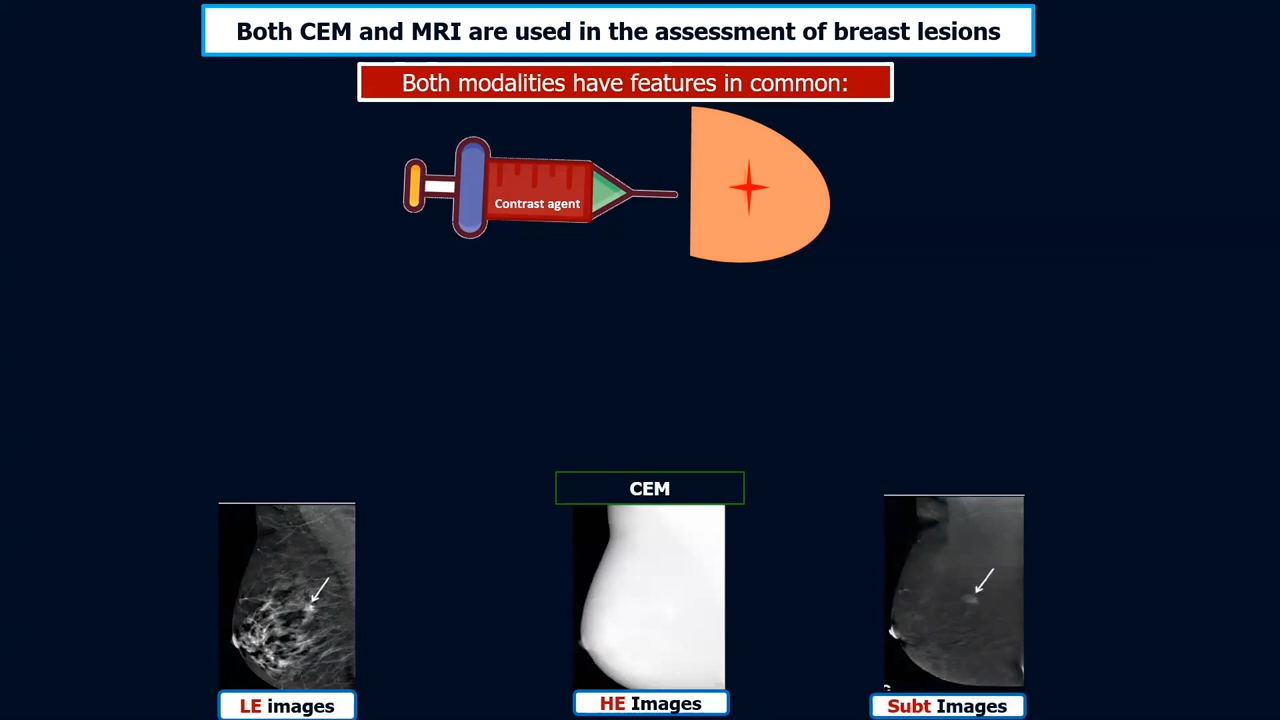 Both CEM and MRI are used in the assessment of breast lesions
Both modalities have features in common:
Contrast agent
CEM
LE images
HE Images
Subt Images